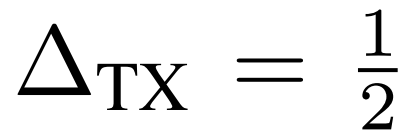 Δ_TX = 1/2